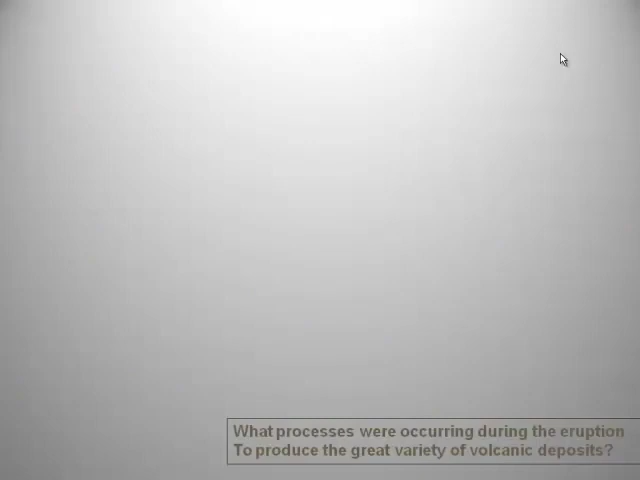 What processes were occurring during the eruption
To produce the great variety of volcanic deposits?